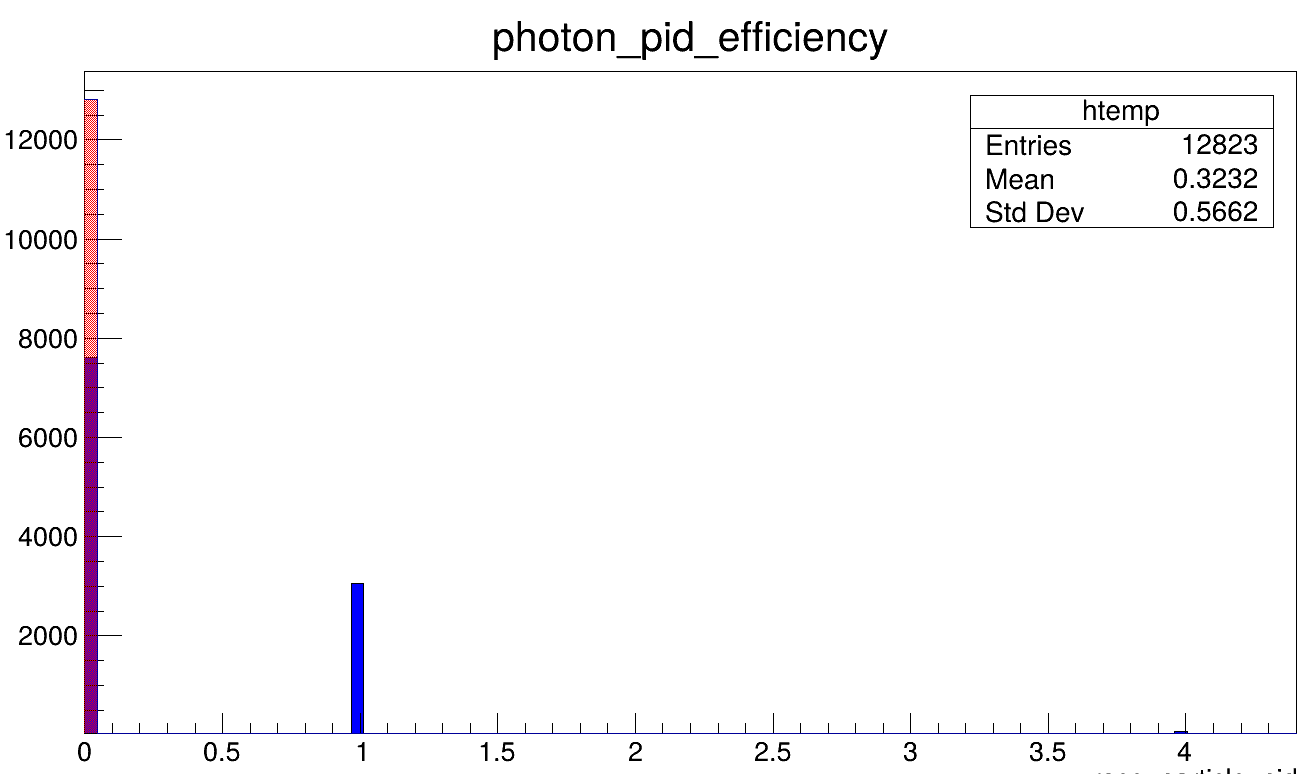 photon_pid_efficiency
htemp
Entries 12823
Mean 0.3232
Std Dev 0.5662
12000
10000
8000
6000
4000
2000
0 0.5 1 1.5 2 2.5 3 3.5 4